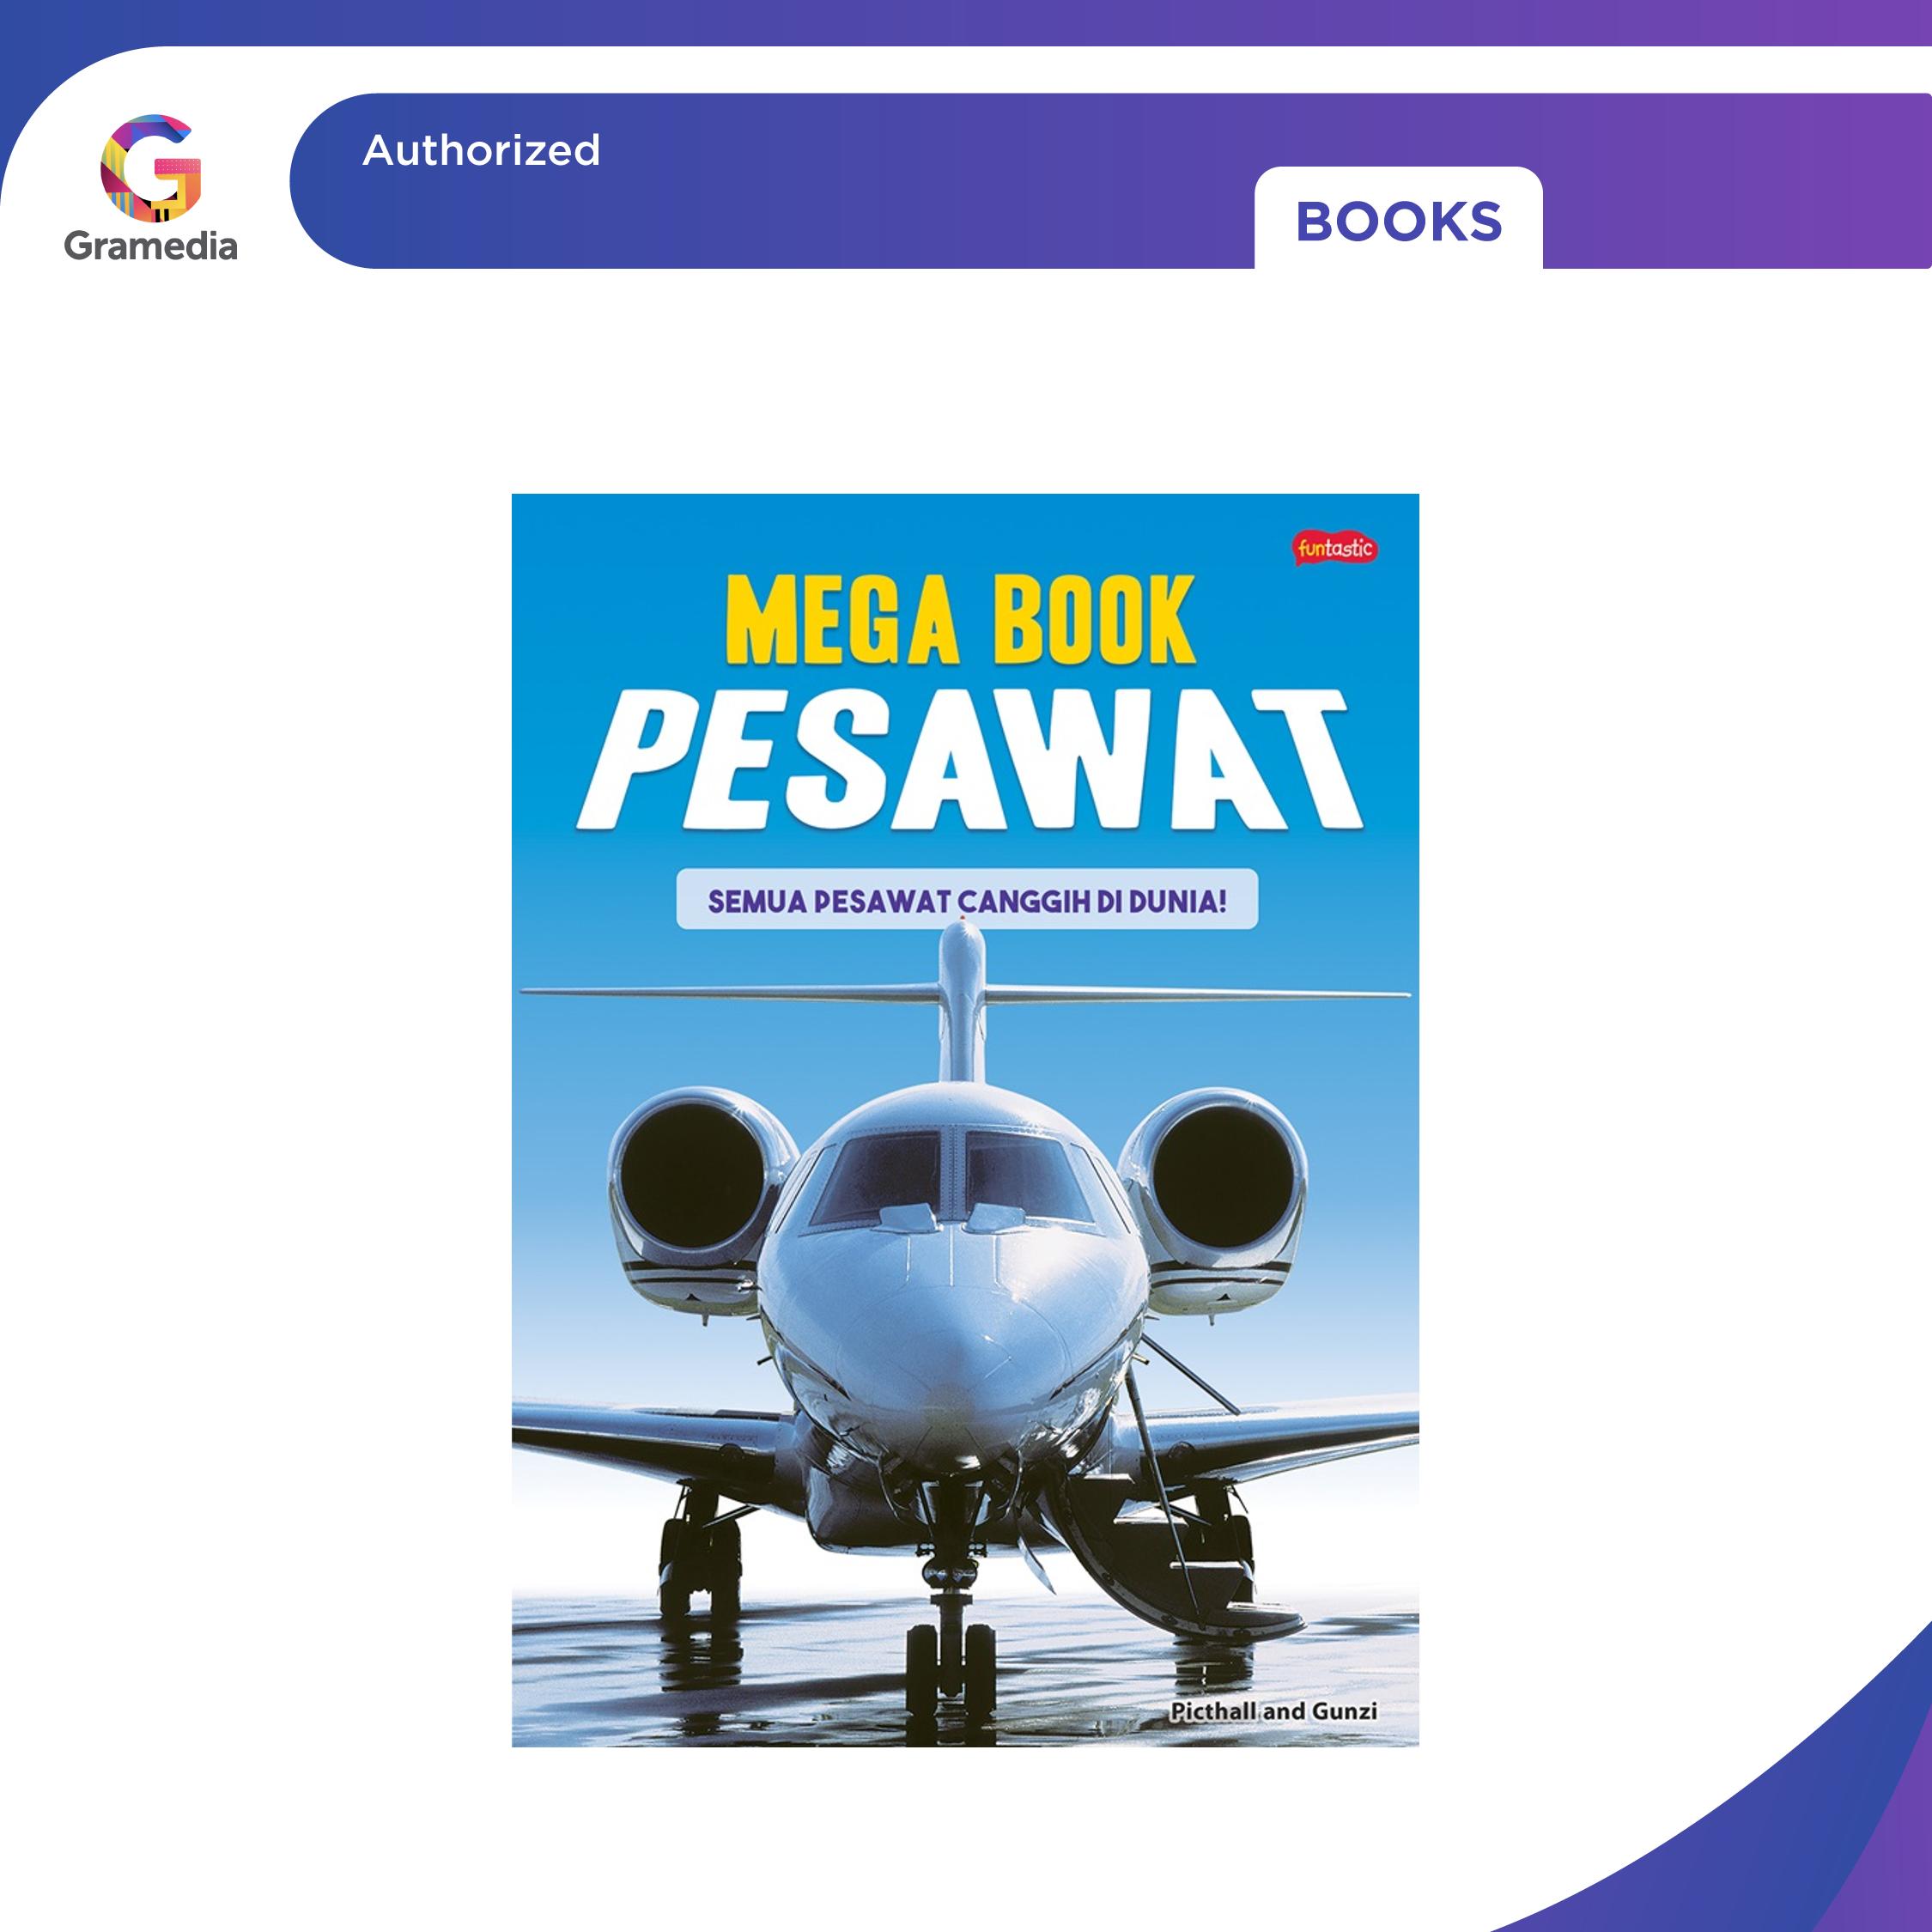 Gramedia
Authorized
BOOKS
funtastic
MEGA BOOK
PESAWAT
SEMUA PESAWAT CANGGIH DI DUNIA!
Picthall and Gunzi